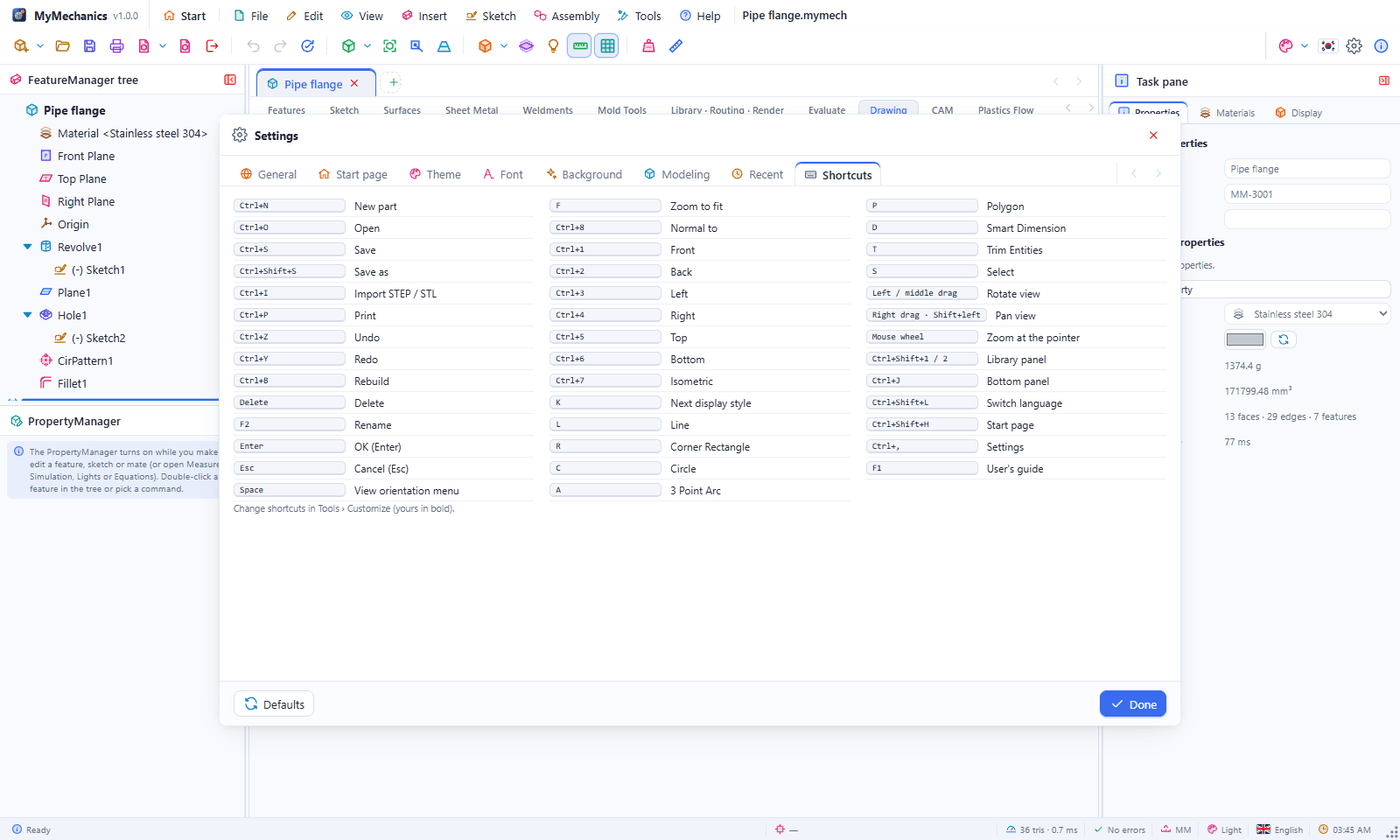 MyMechanics v1.0.0 Start File Edit View Insert Sketch Assembly Tools Help Pipe flange.mymech
FeatureManager tree
Pipe flange
Material <Stainless steel 304>
Front Plane
Top Plane
Right Plane
Origin
Revolve1
(-) Sketch1
Plane1
Hole1
(-) Sketch2
CirPattern1
Fillet1
PropertyManager
The PropertyManager turns on while you make
edit a feature, sketch or mate (or open Measure
Simulation, Lights or Equations). Double-click a
feature in the tree or pick a command.
Pipe flange
Features Sketch Surfaces Sheet Metal Weldments Mold Tools Library · Routing · Render Evaluate Drawing CAM Plastics Flow
Settings
General Start page Theme Font Background Modeling Recent Shortcuts
Ctrl+N New part
Ctrl+O Open
Ctrl+S Save
Ctrl+Shift+S Save as
Ctrl+I Import STEP / STL
Ctrl+P Print
Ctrl+Z Undo
Ctrl+Y Redo
Ctrl+B Rebuild
Delete Delete
F2 Rename
Enter OK (Enter)
Esc Cancel (Esc)
Space View orientation menu
F Zoom to fit
Ctrl+8 Normal to
Ctrl+1 Front
Ctrl+2 Back
Ctrl+3 Left
Ctrl+4 Right
Ctrl+5 Top
Ctrl+6 Bottom
Ctrl+7 Isometric
K Next display style
L Line
R Corner Rectangle
C Circle
A 3 Point Arc
P Polygon
D Smart Dimension
T Trim Entities
S Select
Left / middle drag Rotate view
Right drag · Shift+left Pan view
Mouse wheel Zoom at the pointer
Ctrl+Shift+1 / 2 Library panel
Ctrl+J Bottom panel
Ctrl+Shift+L Switch language
Ctrl+Shift+H Start page
Ctrl+, Settings
F1 User's guide
Change shortcuts in Tools › Customize (yours in bold).
Defaults
Done
Task pane
Properties Materials Display
erties
Pipe flange
MM-3001
roperties
operties.
rty
Stainless steel 304
1374.4 g
171799.48 mm³
13 faces · 29 edges · 7 features
77 ms
Ready
—
36 tris · 0.7 ms No errors MM Light English 03:45 AM